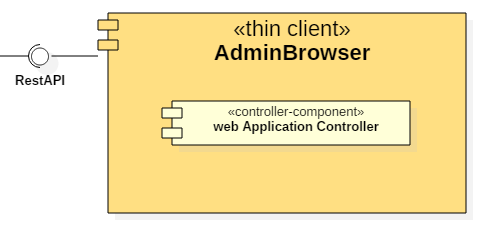 «thin client»
AdminBrowser
RestAPI
«controller-component»
web Application Controller